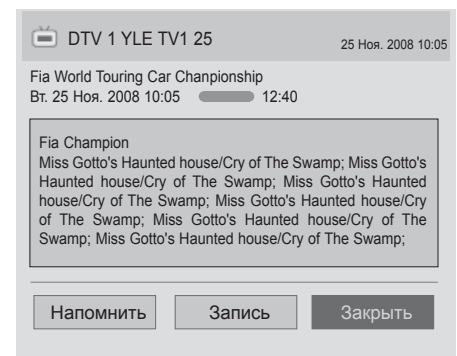 DTV 1 YLE TV1 25
25 Ноя. 2008 10:05
Fia World Touring Car Chanpionship
Вт. 25 Ноя. 2008 10:05 12:40
Fia Champion
Miss Gotto's Haunted house/Cry of The Swamp; Miss Gotto's
Haunted house/Cry of The Swamp; Miss Gotto's Haunted
house/Cry of The Swamp; Miss Gotto's Haunted house/Cry
of The Swamp; Miss Gotto's Haunted house/Cry of The
Swamp; Miss Gotto's Haunted house/Cry of The Swamp;
Напомнить Запись Закрыть